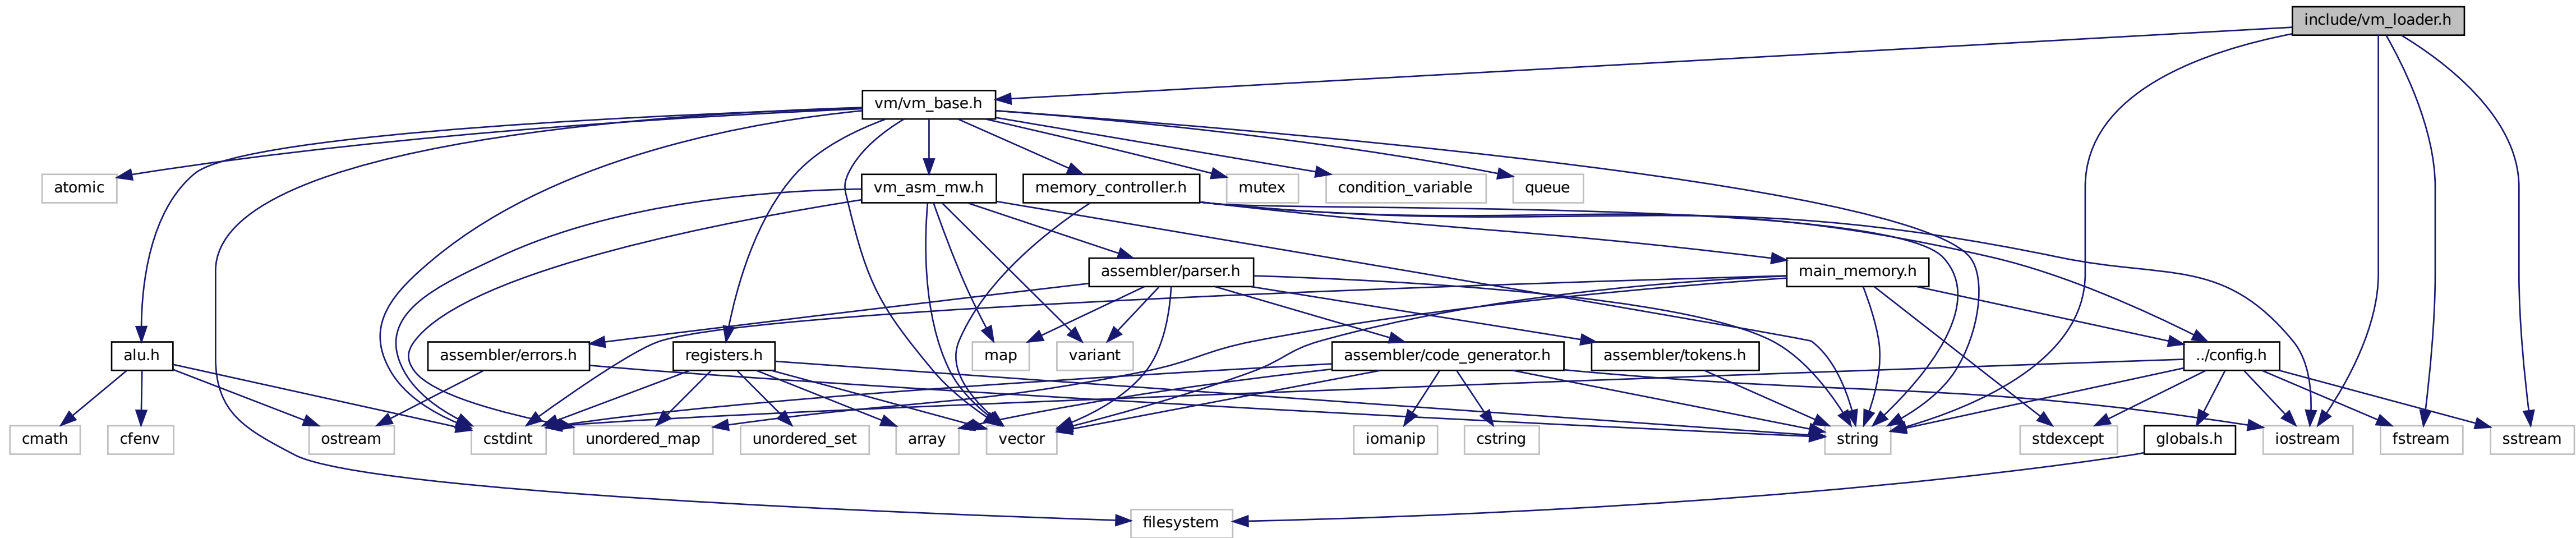 include/vm_loader.h
vm/vm_base.h
atomic
vm_asm_mw.h
memory_controller.h
mutex
condition_variable
queue
assembler/parser.h
main_memory.h
alu.h
assembler/errors.h
registers.h
map
variant
assembler/code_generator.h
assembler/tokens.h
../config.h
cmath
cfenv
ostream
cstdint
unordered_map
unordered_set
array
vector
iomanip
cstring
string
stdexcept
globals.h
iostream
fstream
sstream
filesystem